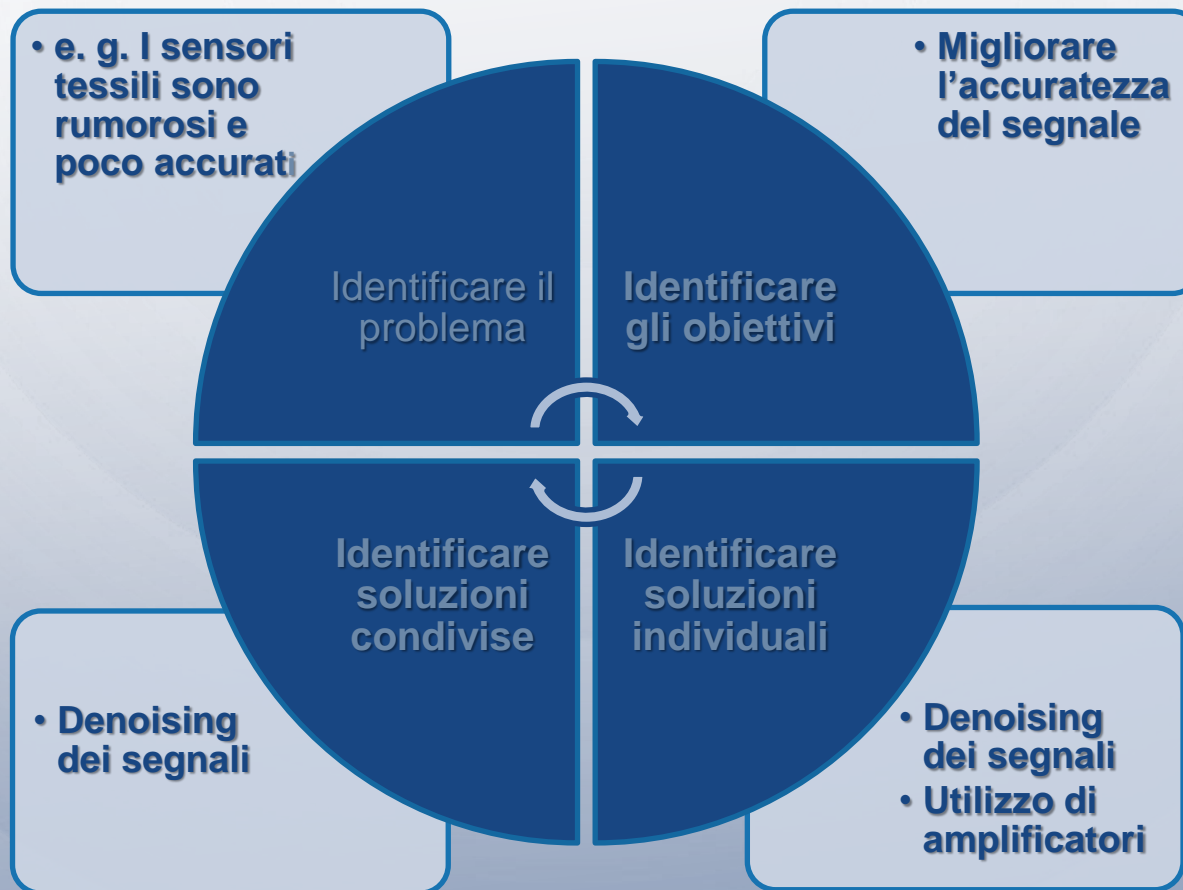 • e. g. I sensori
tessili sono
rumorosi e
poco accurati
• Migliorare
l’accuratezza
del segnale
Identificare il
problema
Identificare
gli obiettivi
Identificare
soluzioni
condivise
Identificare
soluzioni
individuali
• Denoising
dei segnali
• Denoising
dei segnali
• Utilizzo di
amplificatori